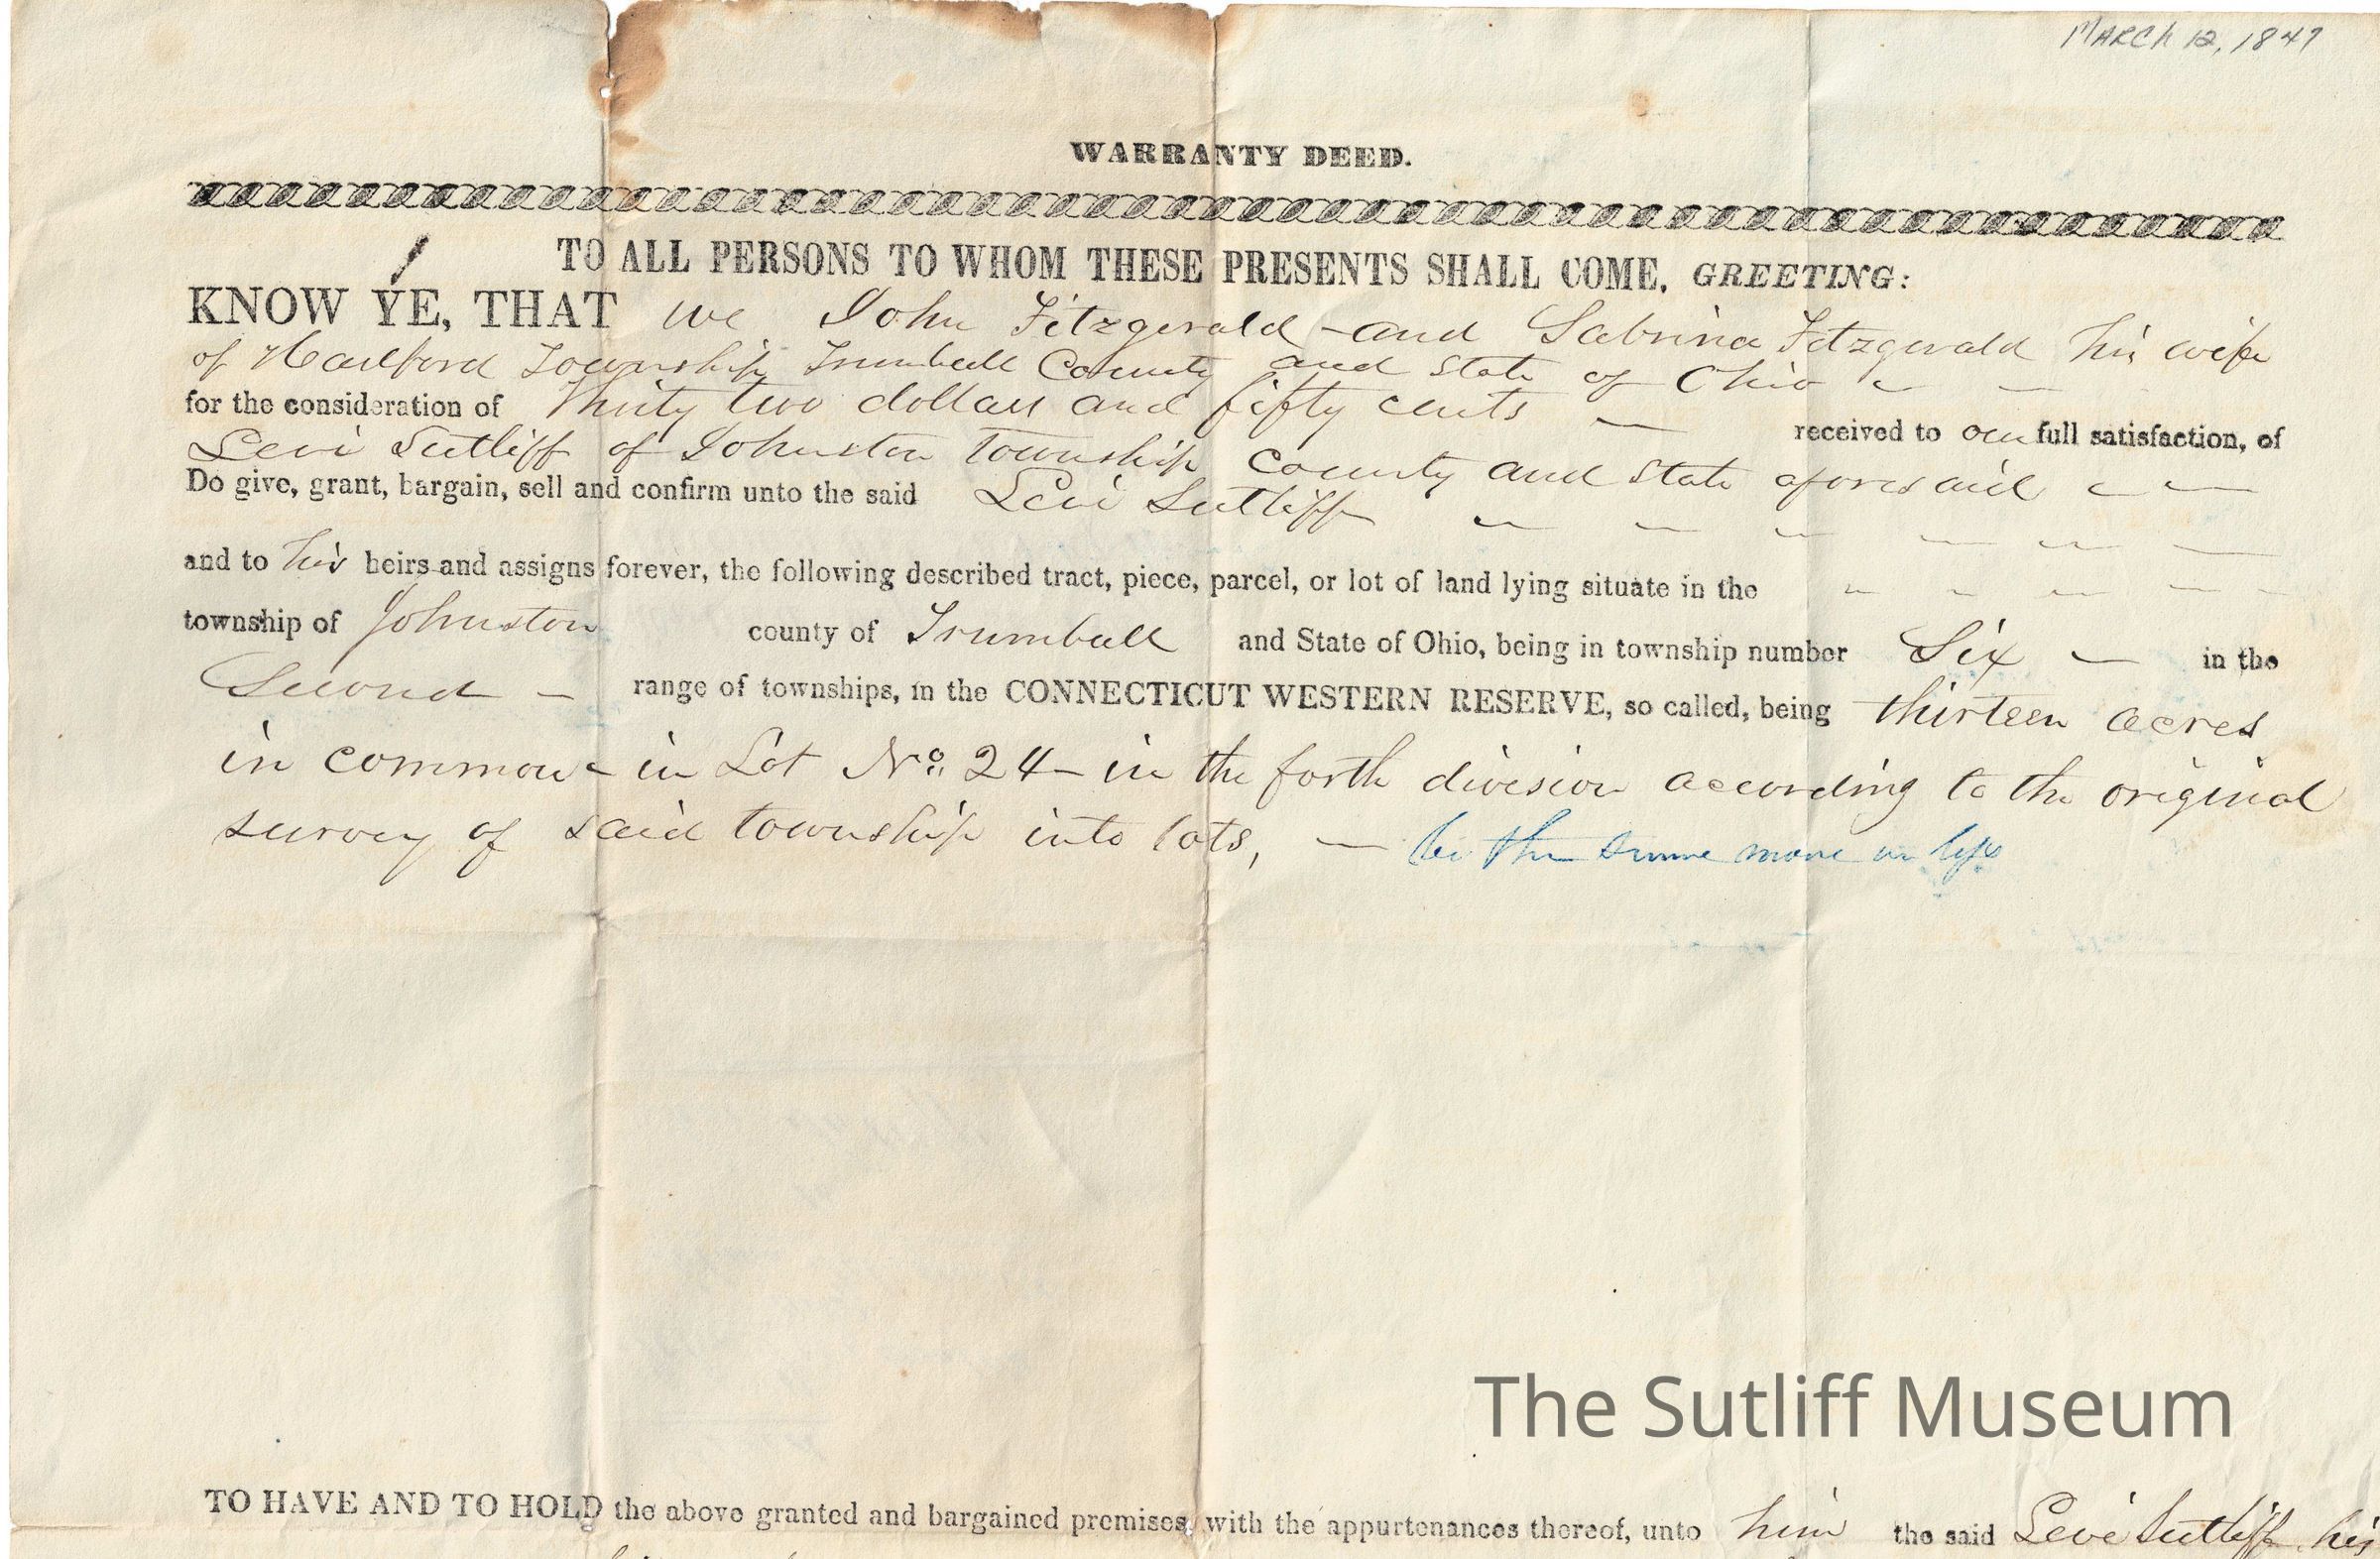 MARCH 12, 1847
WARRANTY DEED.
TO ALL PERSONS TO WHOM THESE PRESENTS SHALL COME, GREETING:
KNOW YE, THAT we John Fitzgerald - and Sabrina Fitzgerald his wife
of Hartford Township Trumbull County and State of Ohio
for the consideration of Thirty two dollars and fifty cents — received to our full satisfaction, of
Levi Sutliff of Johnston Township County and State aforesaid
Do give, grant, bargain, sell and confirm unto the said Levi Sutliff
and to his heirs and assigns forever, the following described tract, piece, parcel, or lot of land lying situate in the
township of Johnston county of Trumbull and State of Ohio, being in township number Six — in the
Second — range of townships, in the CONNECTICUT WESTERN RESERVE, so called, being thirteen acres
in common - in Lot No. 24 - in the forth division according to the original
survey of said township into lots, — be the same more or less
The Sutliff Museum
TO HAVE AND TO HOLD the above granted and bargained premises, with the appurtenances thereof, unto him the said Levi Sutliff, his